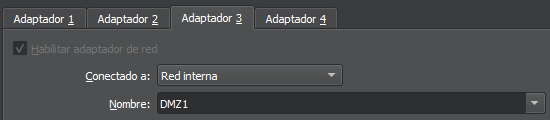 Adaptador 1 Adaptador 2 Adaptador 3 Adaptador 4
Habilitar adaptador de red
Conectado a: Red interna
Nombre: DMZ1